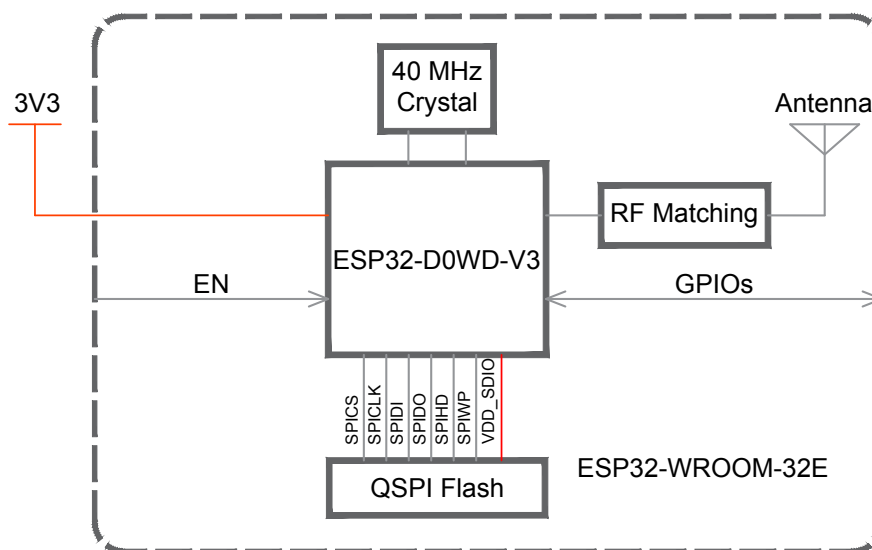 40 MHz
Crystal
3V3
Antenna
RF Matching
ESP32-D0WD-V3
EN
GPIOs
SPICS
SPICLK
SPIDI
SPIDO
SPIHD
SPIWP
VDD_SDIO
QSPI Flash
ESP32-WROOM-32E